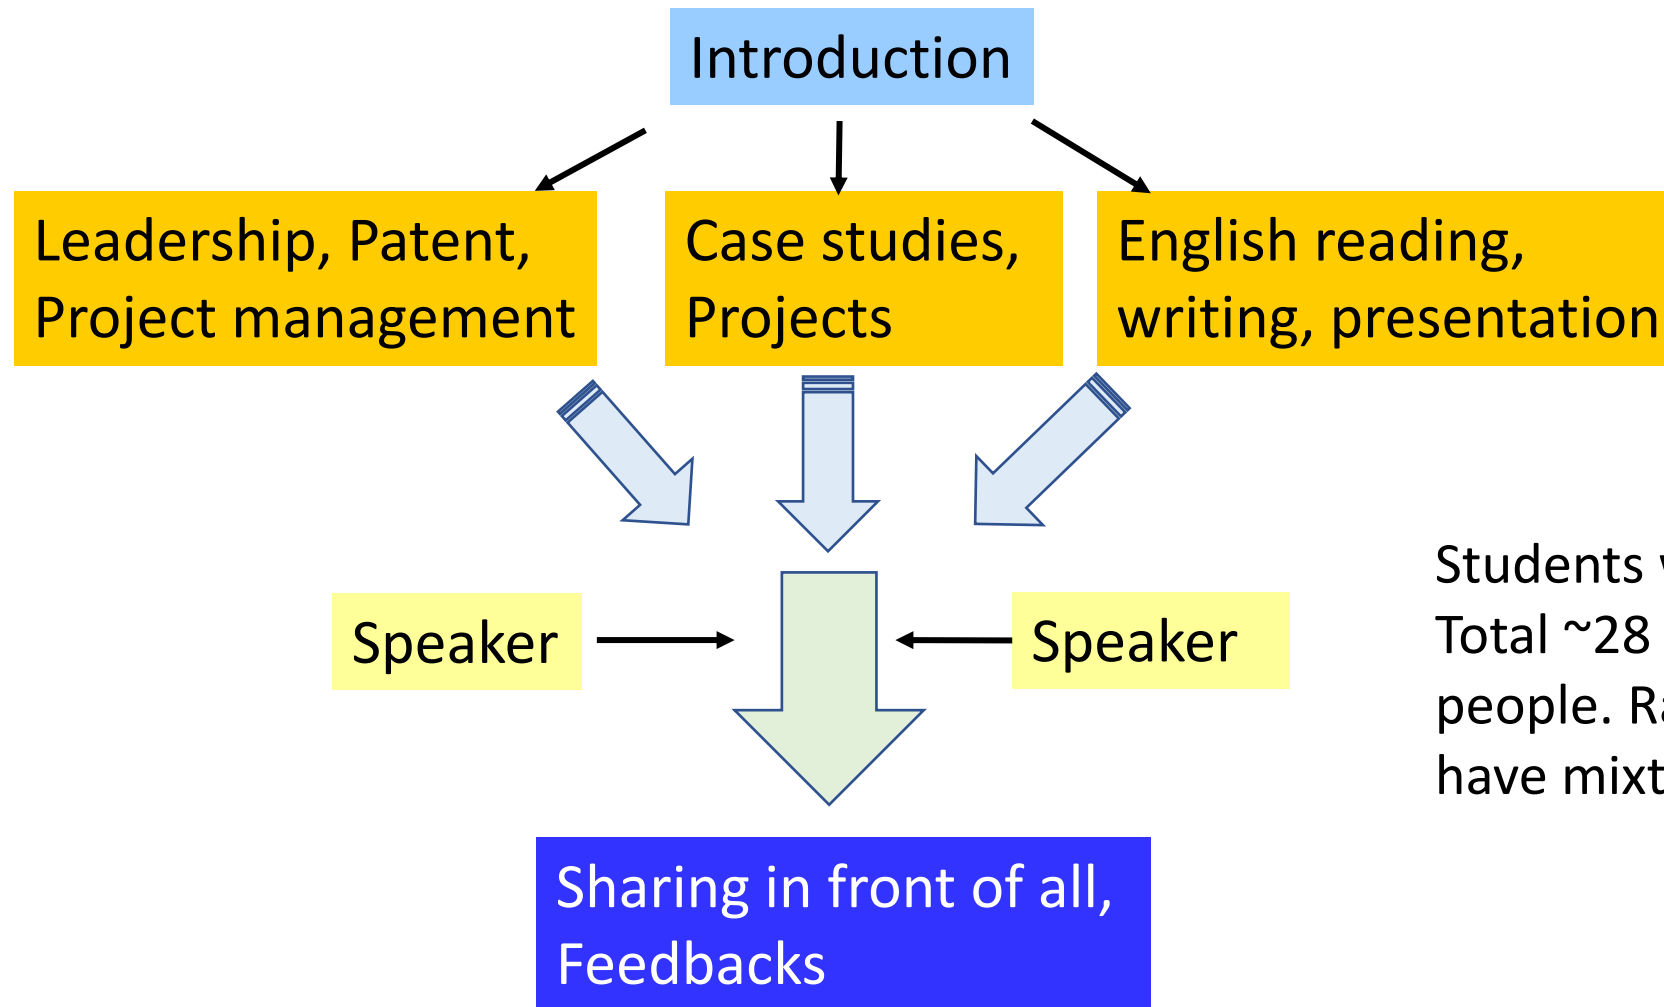 Introduction
Leadership, Patent,
Project management
Case studies,
Projects
English reading,
writing, presentation
Speaker
Speaker
Students
Total ~28
people.
have
Sharing in front of all,
Feedbacks